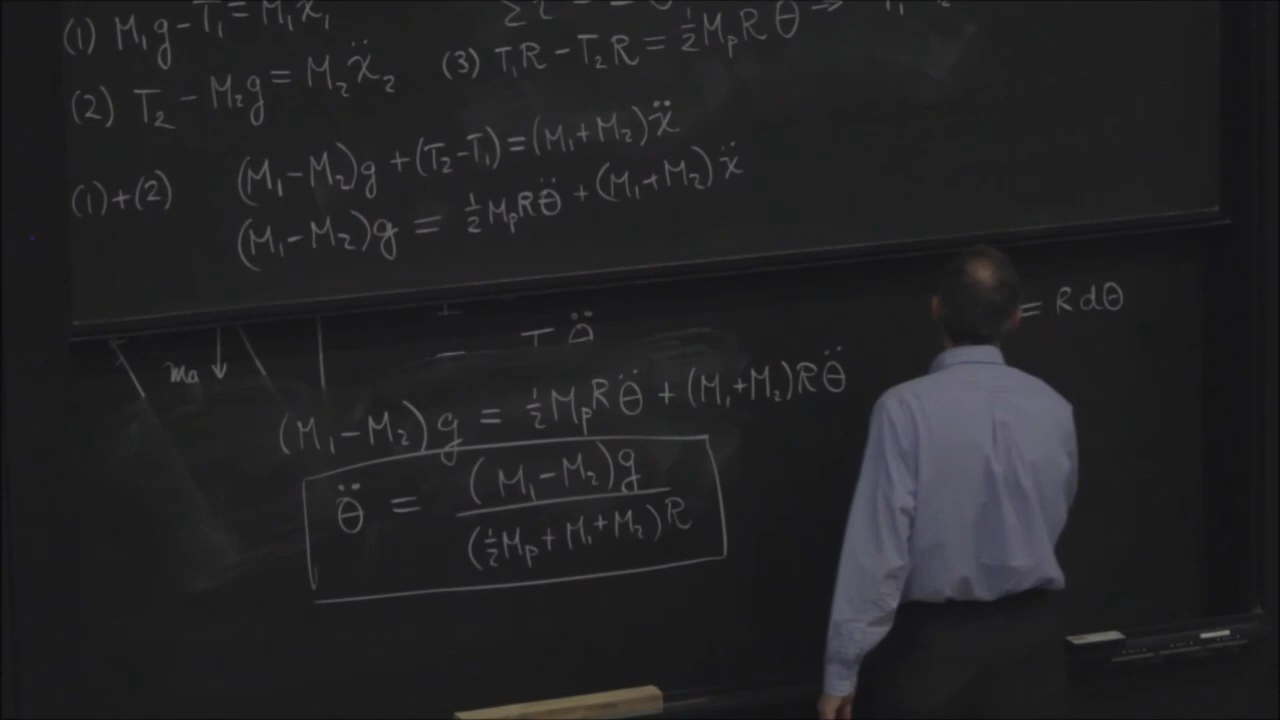 (1) M₁g - T₁ = M₁ẍ₁
(2) T₂ - M₂g = M₂ẍ₂
(3) T₁R - T₂R = ½MₚRθ̈ ⇒
(1)+(2) (M₁-M₂)g + (T₂-T₁) = (M₁+M₂)ẍ
(M₁-M₂)g = ½MₚRθ̈ + (M₁+M₂)ẍ
= R dθ
θ̈
(M₁-M₂)g = ½MₚRθ̈ + (M₁+M₂)Rθ̈
θ̈ = (M₁-M₂)g / (½Mₚ+M₁+M₂)R